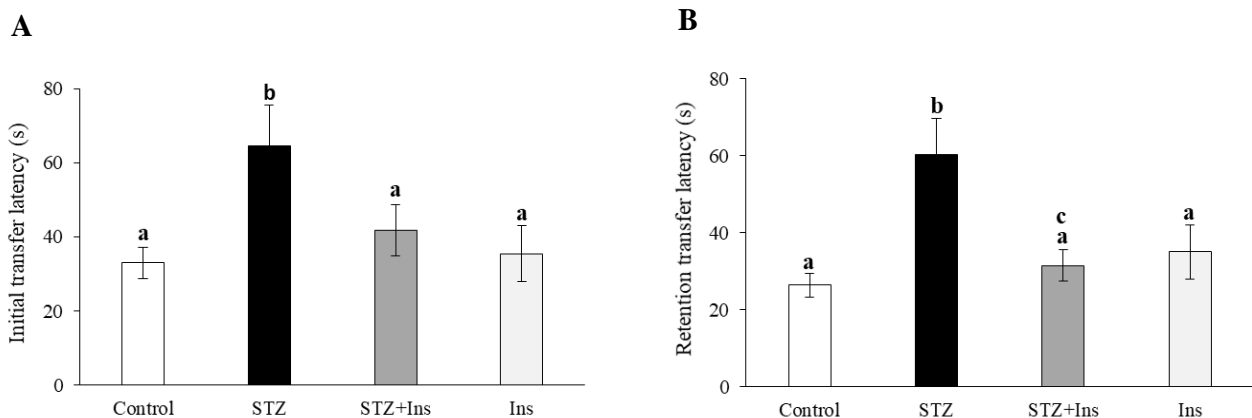 A
Initial transfer latency (s)
80
60
40
20
0
a
b
a
a
Control STZ STZ+Ins Ins
B
Retention transfer latency (s)
80
60
40
20
0
a
b
c
a
a
Control STZ STZ+Ins Ins